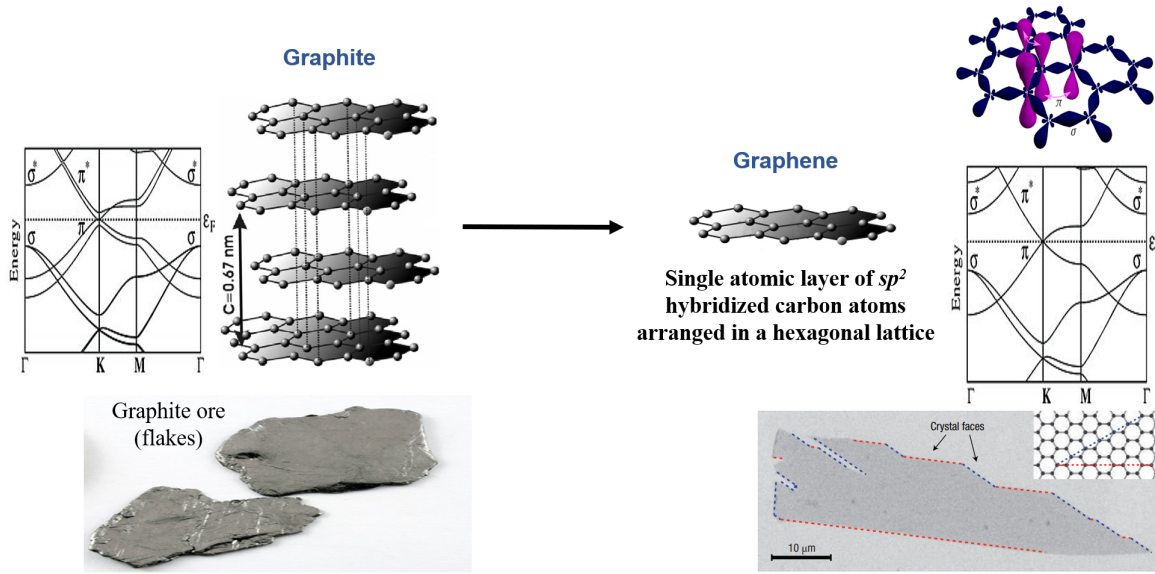 Graphite
Graphene
π
σ
σ*
π*
σ*
σ
π
σ
Energy
εF
Γ
K
M
Γ
C=0.67 nm
Single atomic layer of sp²
hybridized carbon atoms
arranged in a hexagonal lattice
σ*
π*
σ*
σ
π
σ
Energy
ε
Γ
K
M
Γ
Graphite ore
(flakes)
Crystal faces
10 μm